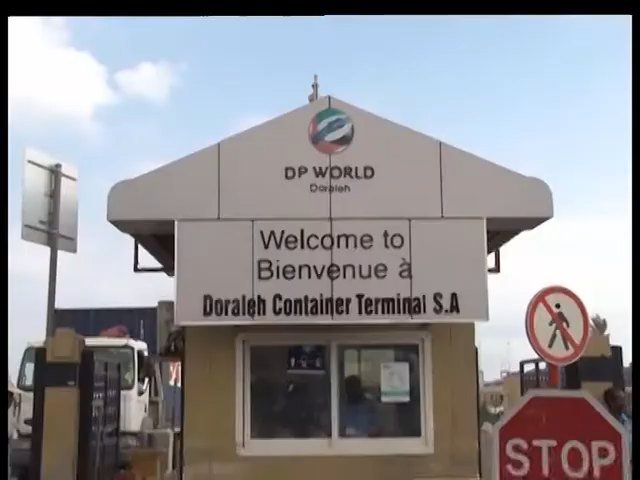 DP WORLD
Doraleh
Welcome to
Bienvenue à
Doraleh Container Terminal S.A
STOP